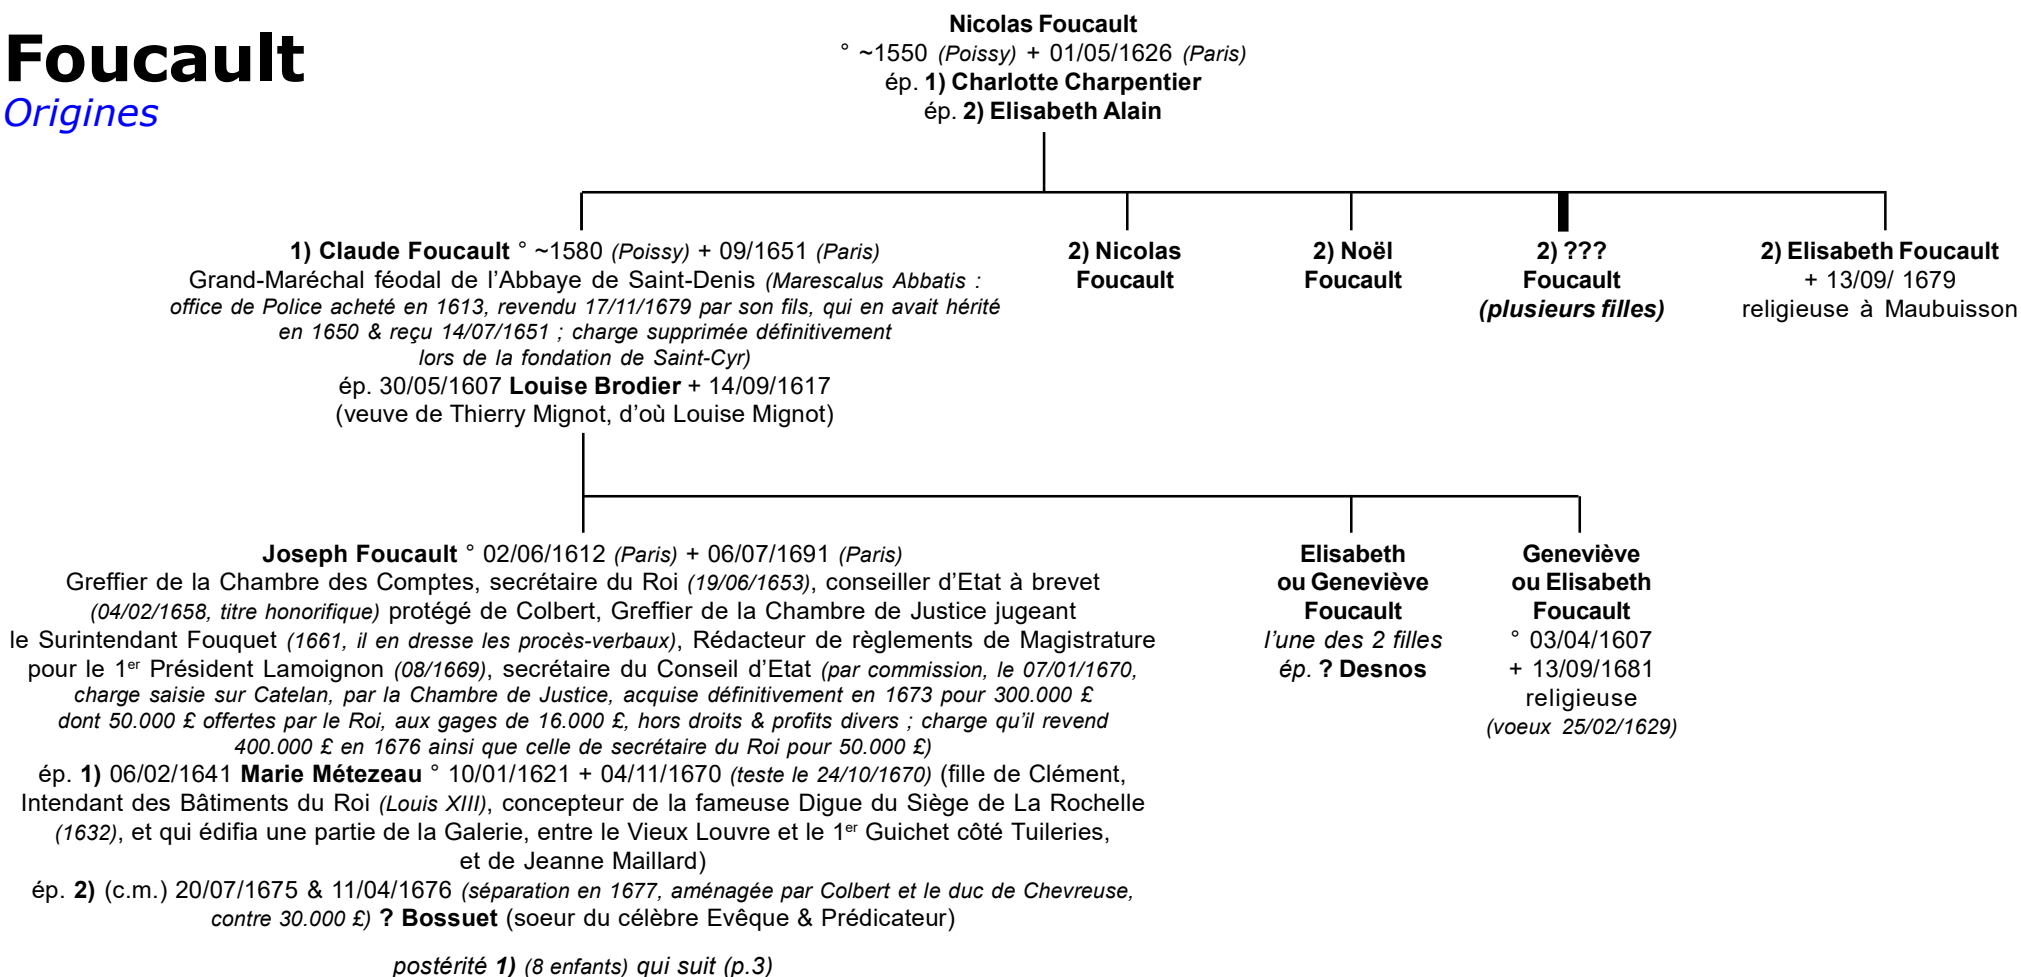 Foucault
Origines
Nicolas Foucault
° ~1550 (Poissy) + 01/05/1626 (Paris)
ép. 1) Charlotte Charpentier
ép. 2) Elisabeth Alain
1) Claude Foucault ° ~1580 (Poissy) + 09/1651 (Paris)
Grand-Maréchal féodal de l’Abbaye de Saint-Denis (Marescalus Abbatis :
office de Police acheté en 1613, revendu 17/11/1679 par son fils, qui en avait hérité
en 1650 & reçu 14/07/1651 ; charge supprimée définitivement
lors de la fondation de Saint-Cyr)
ép. 30/05/1607 Louise Brodier + 14/09/1617
(veuve de Thierry Mignot, d’où Louise Mignot)
2) Nicolas
Foucault
2) Noël
Foucault
2) ???
Foucault
(plusieurs filles)
2) Elisabeth Foucault
+ 13/09/ 1679
religieuse à Maubuisson
Joseph Foucault ° 02/06/1612 (Paris) + 06/07/1691 (Paris)
Greffier de la Chambre des Comptes, secrétaire du Roi (19/06/1653), conseiller d’Etat à brevet
(04/02/1658, titre honorifique) protégé de Colbert, Greffier de la Chambre de Justice jugeant
le Surintendant Fouquet (1661, il en dresse les procès-verbaux), Rédacteur de règlements de Magistrature
pour le 1er Président Lamoignon (08/1669), secrétaire du Conseil d’Etat (par commission, le 07/01/1670,
charge saisie sur Catelan, par la Chambre de Justice, acquise définitivement en 1673 pour 300.000 £
dont 50.000 £ offertes par le Roi, aux gages de 16.000 £, hors droits & profits divers ; charge qu’il revend
400.000 £ en 1676 ainsi que celle de secrétaire du Roi pour 50.000 £)
ép. 1) 06/02/1641 Marie Métezeau ° 10/01/1621 + 04/11/1670 (teste le 24/10/1670) (fille de Clément,
Intendant des Bâtiments du Roi (Louis XIII), concepteur de la fameuse Digue du Siège de La Rochelle
(1632), et qui édifia une partie de la Galerie, entre le Vieux Louvre et le 1er Guichet côté Tuileries,
et de Jeanne Maillard)
ép. 2) (c.m.) 20/07/1675 & 11/04/1676 (séparation en 1677, aménagée par Colbert et le duc de Chevreuse,
contre 30.000 £) ? Bossuet (soeur du célèbre Evêque & Prédicateur)
postérité 1) (8 enfants) qui suit (p.3)
Elisabeth
ou Geneviève
Foucault
l’une des 2 filles
ép. ? Desnos
Geneviève
ou Elisabeth
Foucault
° 03/04/1607
+ 13/09/1681
religieuse
(voeux 25/02/1629)